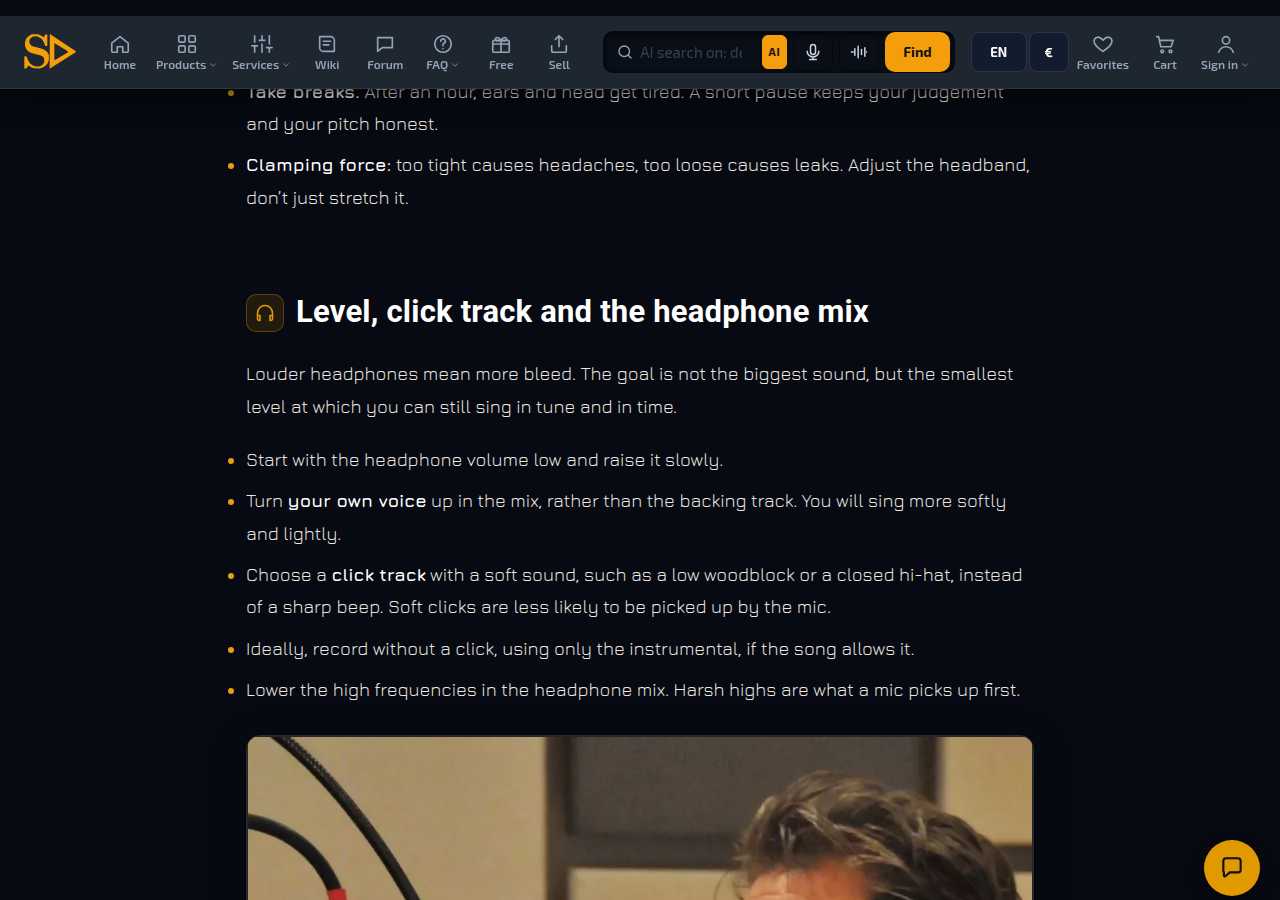 SD
Home
Products
Services
Wiki
Forum
FAQ
Free
Sell
AI search on: de
AI
Find
EN
€
Favorites
Cart
Sign in
Take breaks. After an hour, ears and head get tired. A short pause keeps your judgement
and your pitch honest.
Clamping force: too tight causes headaches, too loose causes leaks. Adjust the headband,
don't just stretch it.
Level, click track and the headphone mix
Louder headphones mean more bleed. The goal is not the biggest sound, but the smallest
level at which you can still sing in tune and in time.
Start with the headphone volume low and raise it slowly.
Turn your own voice up in the mix, rather than the backing track. You will sing more softly
and lightly.
Choose a click track with a soft sound, such as a low woodblock or a closed hi-hat, instead
of a sharp beep. Soft clicks are less likely to be picked up by the mic.
Ideally, record without a click, using only the instrumental, if the song allows it.
Lower the high frequencies in the headphone mix. Harsh highs are what a mic picks up first.